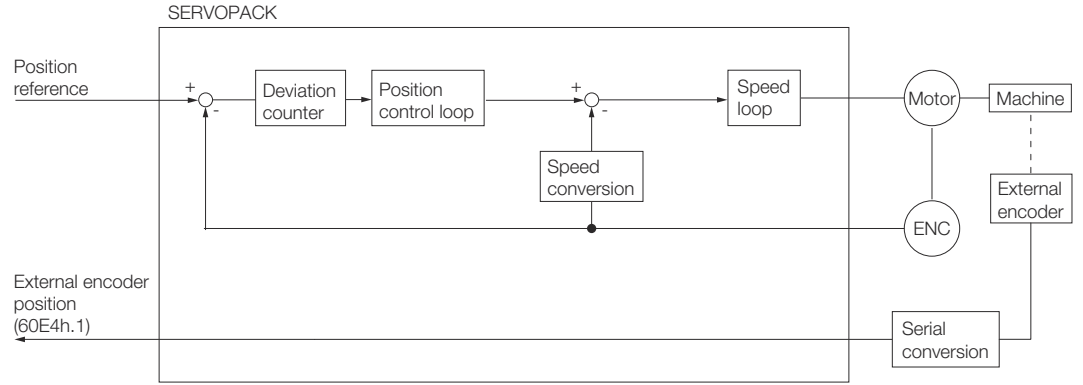 SERVOPACK
Position
reference
+
-
Deviation
counter
Position
control loop
+
-
Speed
loop
Motor
Machine
Speed
conversion
External
encoder
ENC
External encoder
position
(60E4h.1)
Serial
conversion